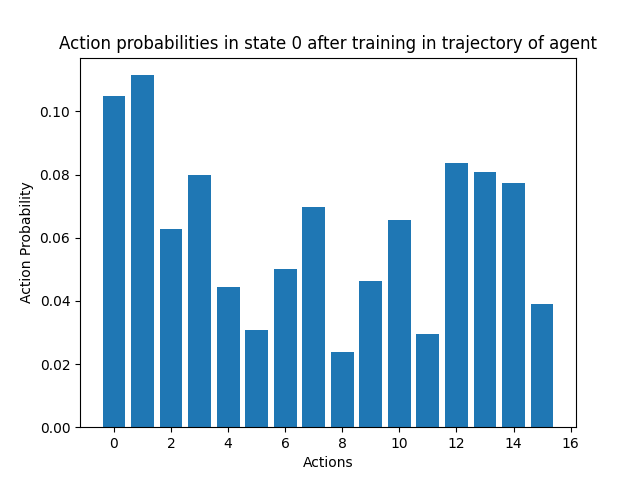 Action probabilities in state 0 after training in trajectory of agent
0.10
0.08
0.06
0.04
0.02
0.00
Action Probability
0 2 4 6 8 10 12 14 16
Actions